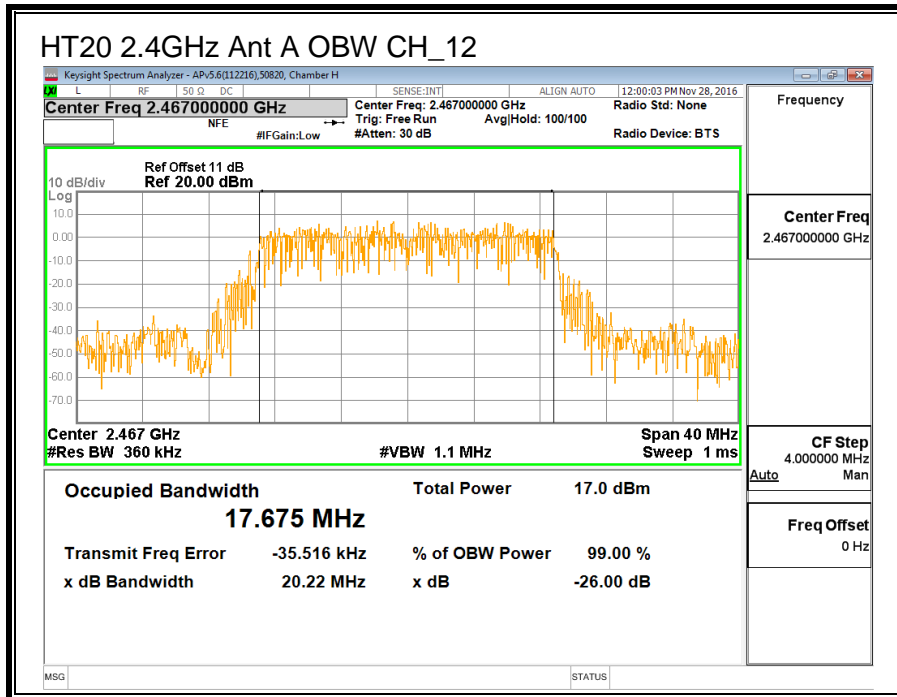 HT20 2.4GHz Ant A OBW CH_12
Keysight Spectrum Analyzer - APv5.6(112216),50820, Chamber H
LXI L RF 50 Ω DC SENSE:INT ALIGN AUTO 12:00:03 PM Nov 28, 2016
Center Freq 2.467000000 GHz
NFE
#IFGain:Low
Center Freq: 2.467000000 GHz
Trig: Free Run Avg|Hold: 100/100
#Atten: 30 dB
Radio Std: None
Radio Device: BTS
Ref Offset 11 dB
10 dB/div Ref 20.00 dBm
Log
10.0
0.00
-10.0
-20.0
-30.0
-40.0
-50.0
-60.0
-70.0
Center 2.467 GHz Span 40 MHz
#Res BW 360 kHz #VBW 1.1 MHz Sweep 1 ms
Occupied Bandwidth Total Power 17.0 dBm
17.675 MHz
Transmit Freq Error -35.516 kHz % of OBW Power 99.00 %
x dB Bandwidth 20.22 MHz x dB -26.00 dB
Frequency
Center Freq
2.467000000 GHz
CF Step
4.000000 MHz
Auto Man
Freq Offset
0 Hz
MSG STATUS